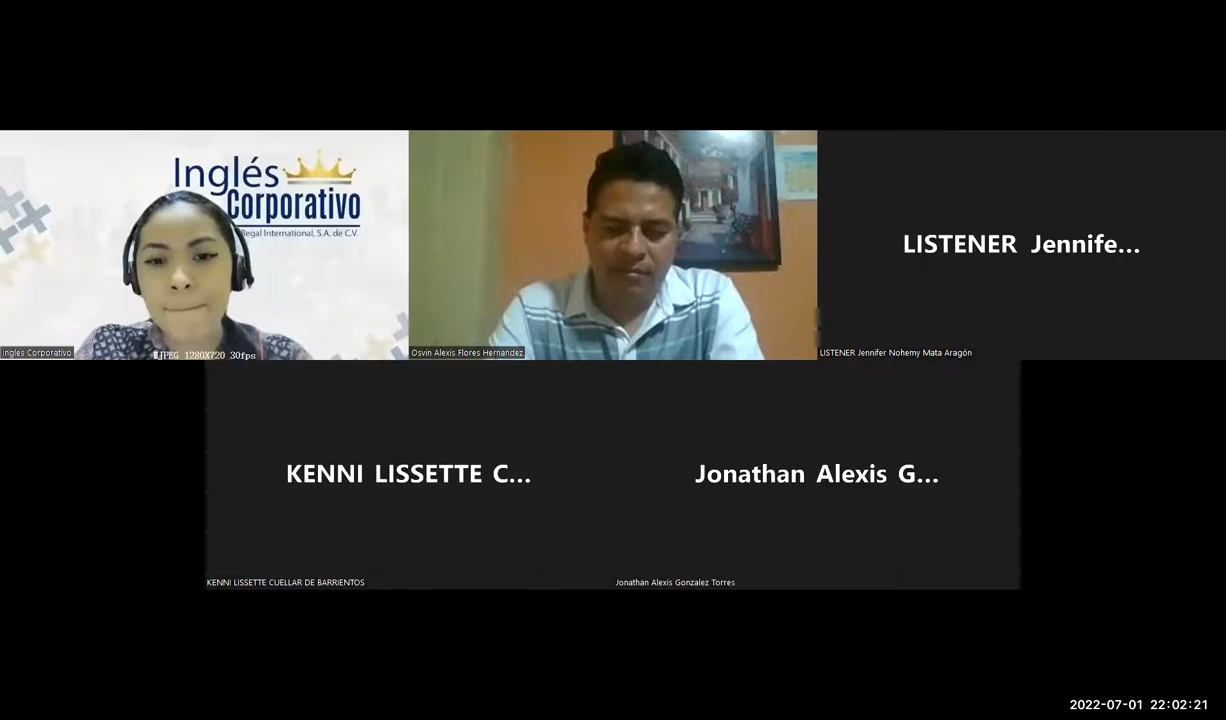 Inglés
Corporativo
Regal International, S.A. de C.V.
Ingles Corporativo
MJPEG 1280X720 30fps
Osvin Alexis Flores Hernandez
LISTENER Jennife...
LISTENER Jennifer Nohemy Mata Aragón
KENNI LISSETTE C...
KENNI LISSETTE CUELLAR DE BARRIENTOS
Jonathan Alexis G...
Jonathan Alexis Gonzalez Torres
2022-07-01 22:02:21